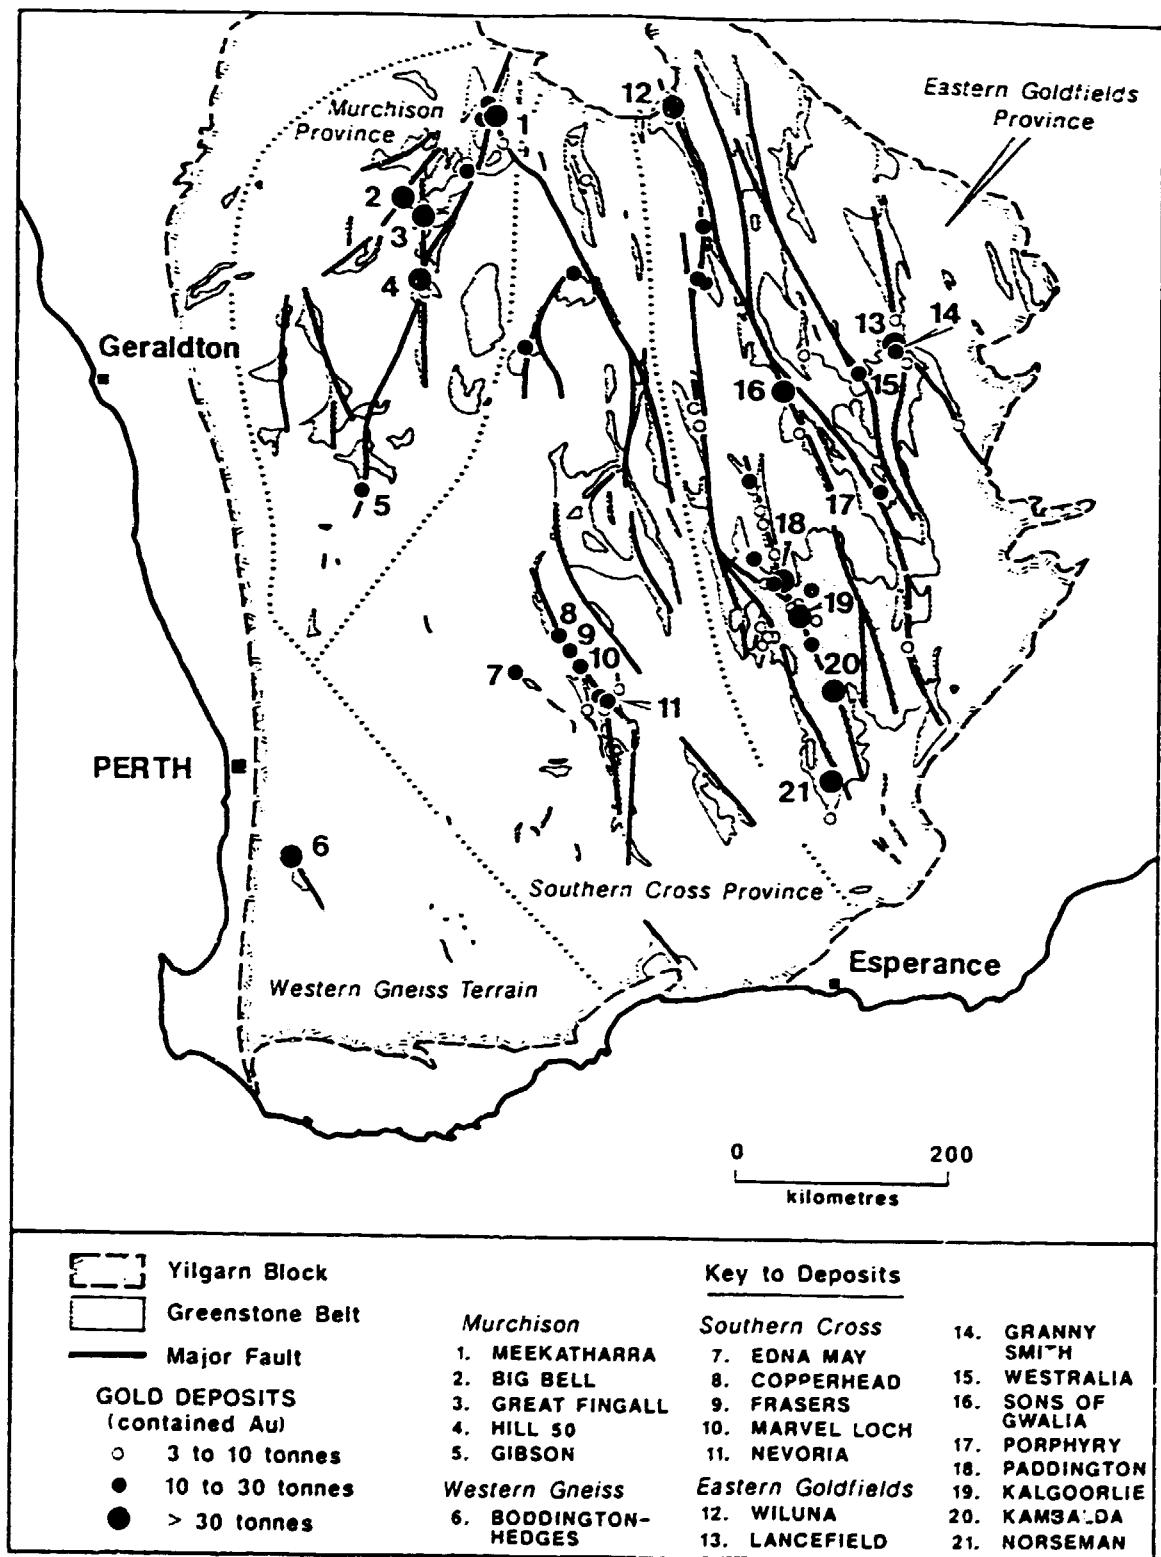 Murchison
Province
Eastern Goldfields
Province
12
1
2
3
4
13
14
Geraldton
16
15
5
17
18
8
19
9
10
7
20
11
PERTH
21
6
Southern Cross Province
Esperance
Western Gneiss Terrain
0 200
kilometres
Yilgarn Block
Greenstone Belt
Major Fault
GOLD DEPOSITS
(contained Au)
3 to 10 tonnes
10 to 30 tonnes
> 30 tonnes
Key to Deposits
Murchison
1. MEEKATHARRA
2. BIG BELL
3. GREAT FINGALL
4. HILL 50
5. GIBSON
Western Gneiss
6. BODDINGTON-
HEDGES
Southern Cross
7. EDNA MAY
8. COPPERHEAD
9. FRASERS
10. MARVEL LOCH
11. NEVORIA
Eastern Goldfields
12. WILUNA
13. LANCEFIELD
14. GRANNY
SMITH
15. WESTRALIA
16. SONS OF
GWALIA
17. PORPHYRY
18. PADDINGTON
19. KALGOORLIE
20. KAMBALDA
21. NORSEMAN